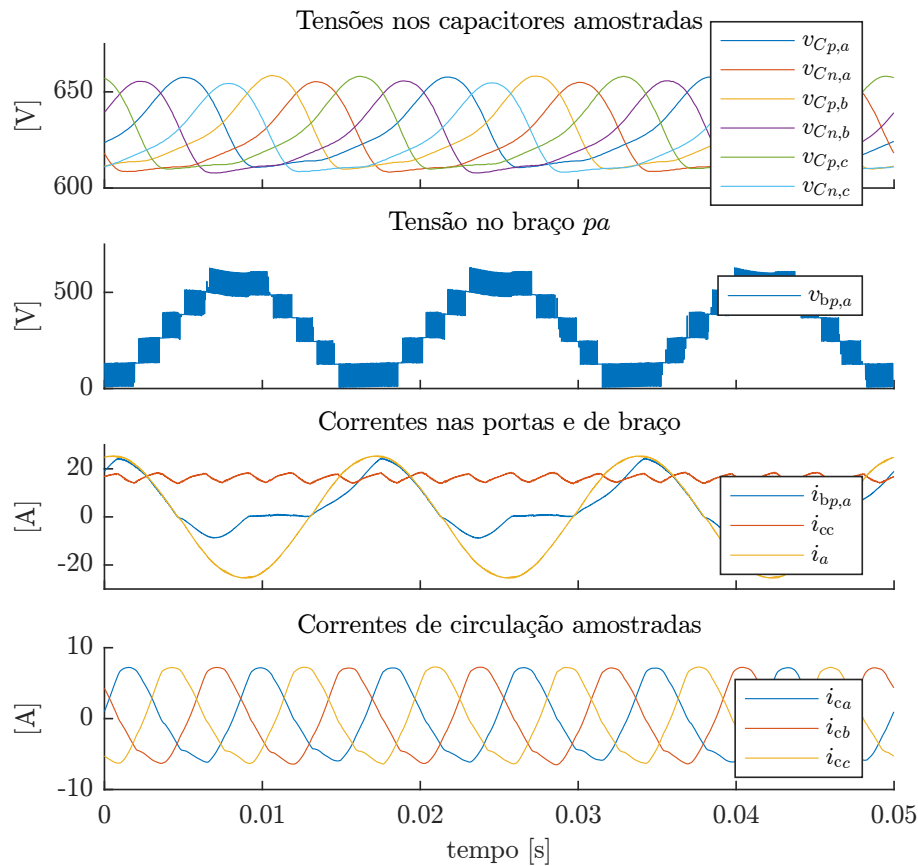 Tensões nos capacitores amostradas
[V]
650
600
v_{Cp,a}
v_{Cn,a}
v_{Cp,b}
v_{Cn,b}
v_{Cp,c}
v_{Cn,c}
Tensão no braço pa
[V]
500
0
v_{bp,a}
Correntes nas portas e de braço
[A]
20
0
-20
i_{bp,a}
i_{cc}
i_a
Correntes de circulação amostradas
[A]
10
0
-10
i_{ca}
i_{cb}
i_{cc}
0 0.01 0.02 0.03 0.04 0.05
tempo [s]